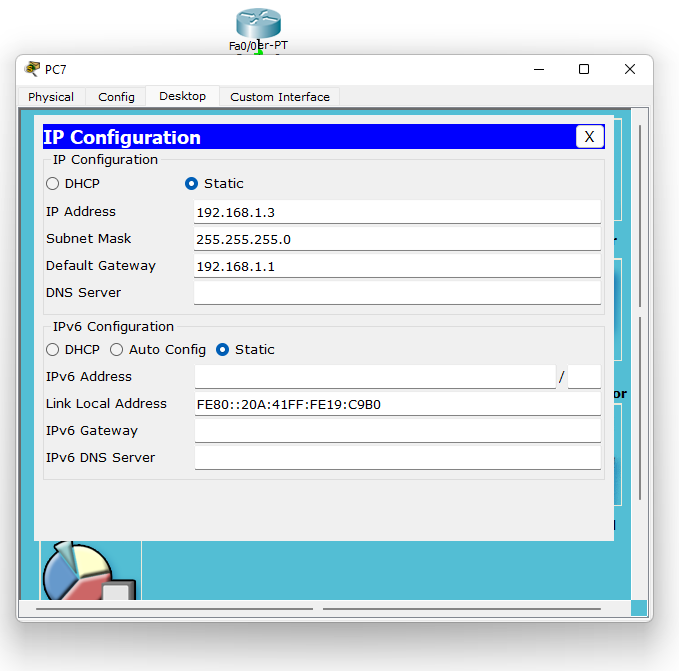 Fa0/0
er-PT
PC7
Physical Config Desktop Custom Interface
IP Configuration X
IP Configuration
DHCP Static
IP Address 192.168.1.3
Subnet Mask 255.255.255.0
Default Gateway 192.168.1.1
DNS Server
IPv6 Configuration
DHCP Auto Config Static
IPv6 Address /
Link Local Address FE80::20A:41FF:FE19:C9B0
or
IPv6 Gateway
IPv6 DNS Server